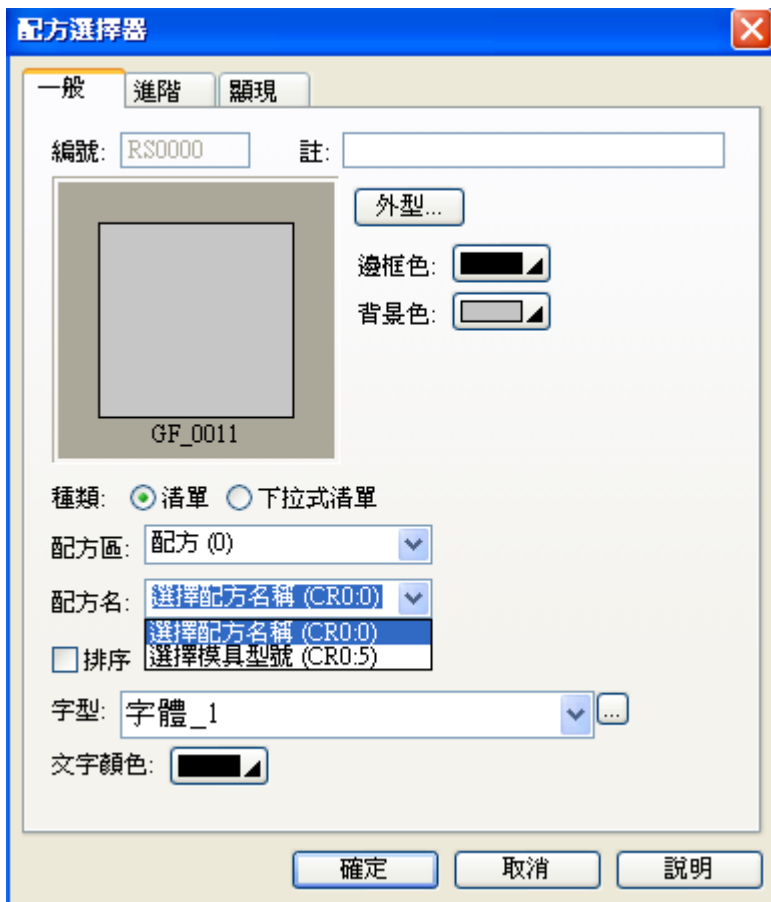 配方選擇器
一般 進階 顯現
編號: RS0000 註:
外型...
邊框色:
背景色:
GF_0011
種類: 清單 下拉式清單
配方區: 配方 (0)
配方名: 選擇配方名稱 (CR0:0)
選擇配方名稱 (CR0:0)
排序 選擇模具型號 (CR0:5)
字型: 字體_1 ...
文字顏色:
確定 取消 說明